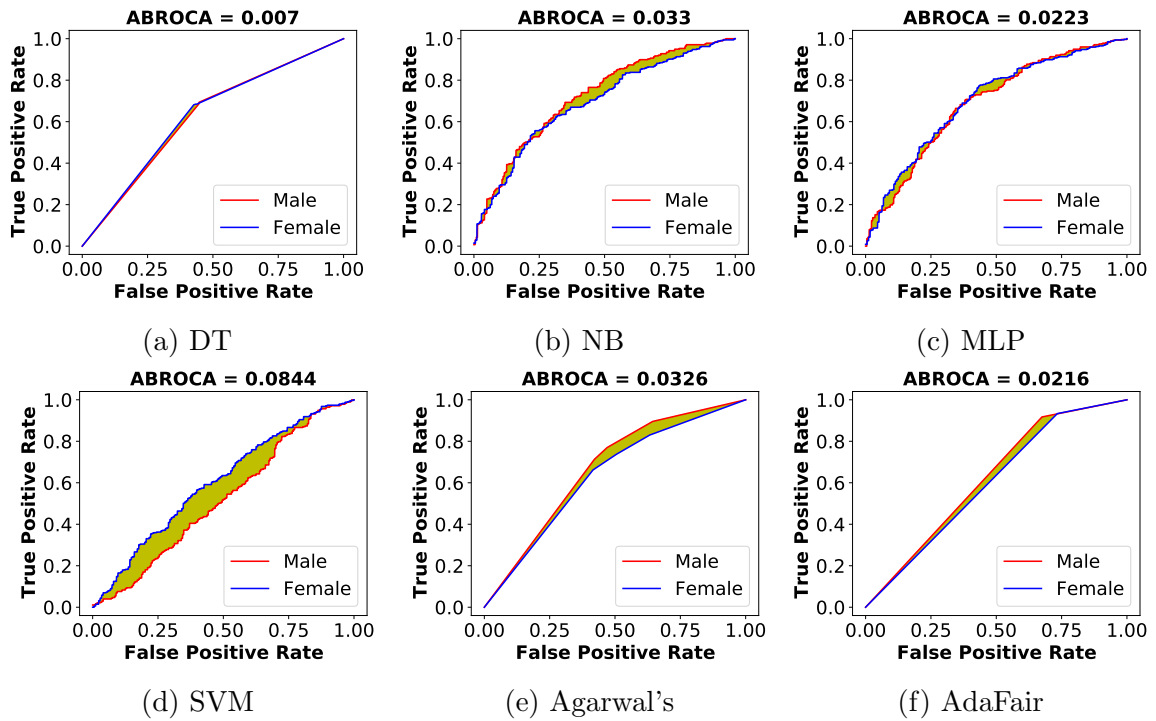 ABROCA = 0.007
True Positive Rate
1.0
0.8
0.6
0.4
0.2
0.0
Male
Female
0.00 0.25 0.50 0.75 1.00
False Positive Rate
(a) DT
ABROCA = 0.033
True Positive Rate
1.0
0.8
0.6
0.4
0.2
0.0
Male
Female
0.00 0.25 0.50 0.75 1.00
False Positive Rate
(b) NB
ABROCA = 0.0223
True Positive Rate
1.0
0.8
0.6
0.4
0.2
0.0
Male
Female
0.00 0.25 0.50 0.75 1.00
False Positive Rate
(c) MLP
ABROCA = 0.0844
True Positive Rate
1.0
0.8
0.6
0.4
0.2
0.0
Male
Female
0.00 0.25 0.50 0.75 1.00
False Positive Rate
(d) SVM
ABROCA = 0.0326
True Positive Rate
1.0
0.8
0.6
0.4
0.2
0.0
Male
Female
0.00 0.25 0.50 0.75 1.00
False Positive Rate
(e) Agarwal's
ABROCA = 0.0216
True Positive Rate
1.0
0.8
0.6
0.4
0.2
0.0
Male
Female
0.00 0.25 0.50 0.75 1.00
False Positive Rate
(f) AdaFair